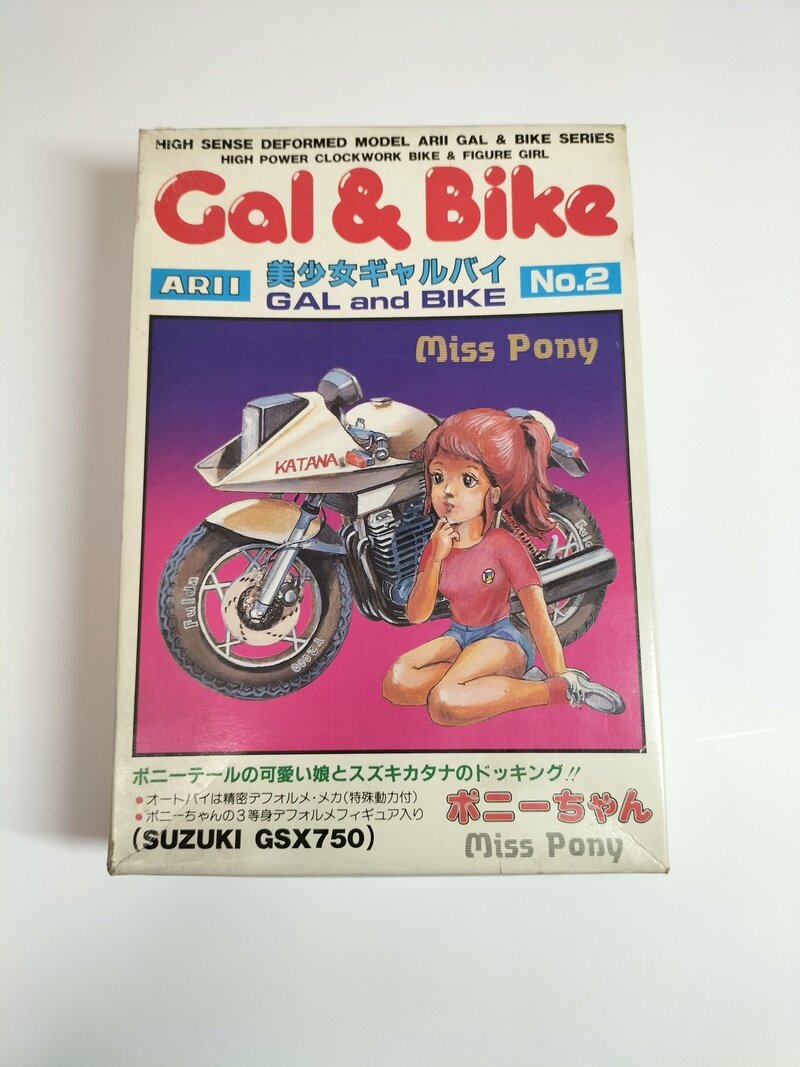 HIGH SENSE DEFORMED MODEL ARII GAL & BIKE SERIES
HIGH POWER CLOCKWORK BIKE & FIGURE GIRL
Gal & Bike
ARII
美少女ギャルバイ
GAL and BIKE
No.2
Miss Pony
KATANA
Fulda
K2000
Fulda
ポニーテールの可愛い娘とスズキカタナのドッキング!!
●オートバイは精密デフォルメ・メカ(特殊動力付)
●ポニーちゃんの3等身デフォルメフィギュア入り
(SUZUKI GSX750)
ポニーちゃん
Miss Pony